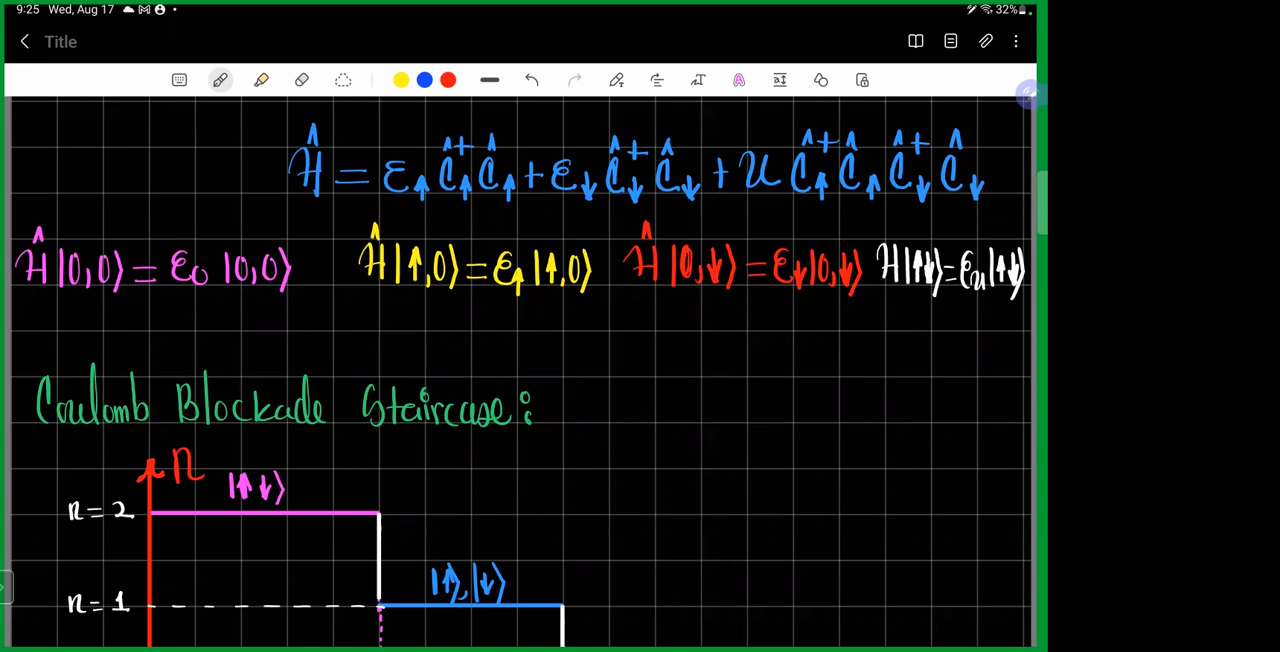 9:25 Wed, Aug 17
32%
Title
Ĥ = ε↑ Ĉ↑⁺ Ĉ↑ + ε↓ Ĉ↓⁺ Ĉ↓ + U Ĉ↑⁺ Ĉ↑ Ĉ↓⁺ Ĉ↓
Ĥ|0,0⟩ = ε₀ |0,0⟩ Ĥ|↑,0⟩ = ε↑ |↑,0⟩ Ĥ|0,↓⟩ = ε↓|0,↓⟩ H|↑↓⟩ = εᵤ|↑↓⟩
Coulomb Blockade Staircase:
n
|↑↓⟩
n = 2
|↑⟩,|↓⟩
n = 1